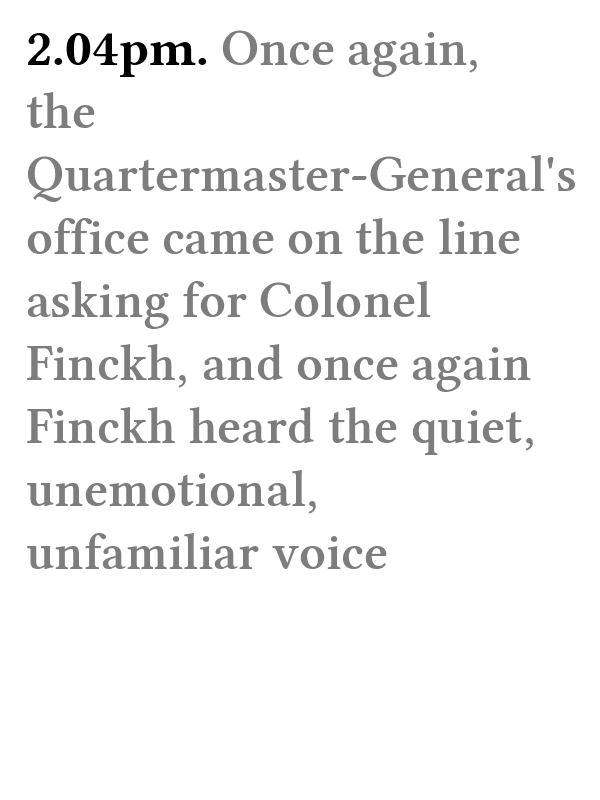 2.04pm. Once again,
the
Quartermaster-General's
office came on the line
asking for Colonel
Finckh, and once again
Finckh heard the quiet,
unemotional,
unfamiliar voice